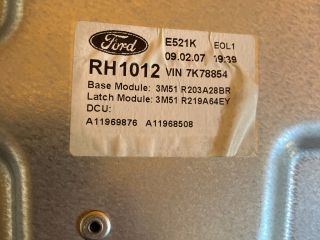 Ford
E521K EOL1
09.02.07 19:39
RH1012 VIN 7K78854
Base Module: 3M51 R203A28BR
Latch Module: 3M51 R219A64EY
DCU:
A11969876 A11968508